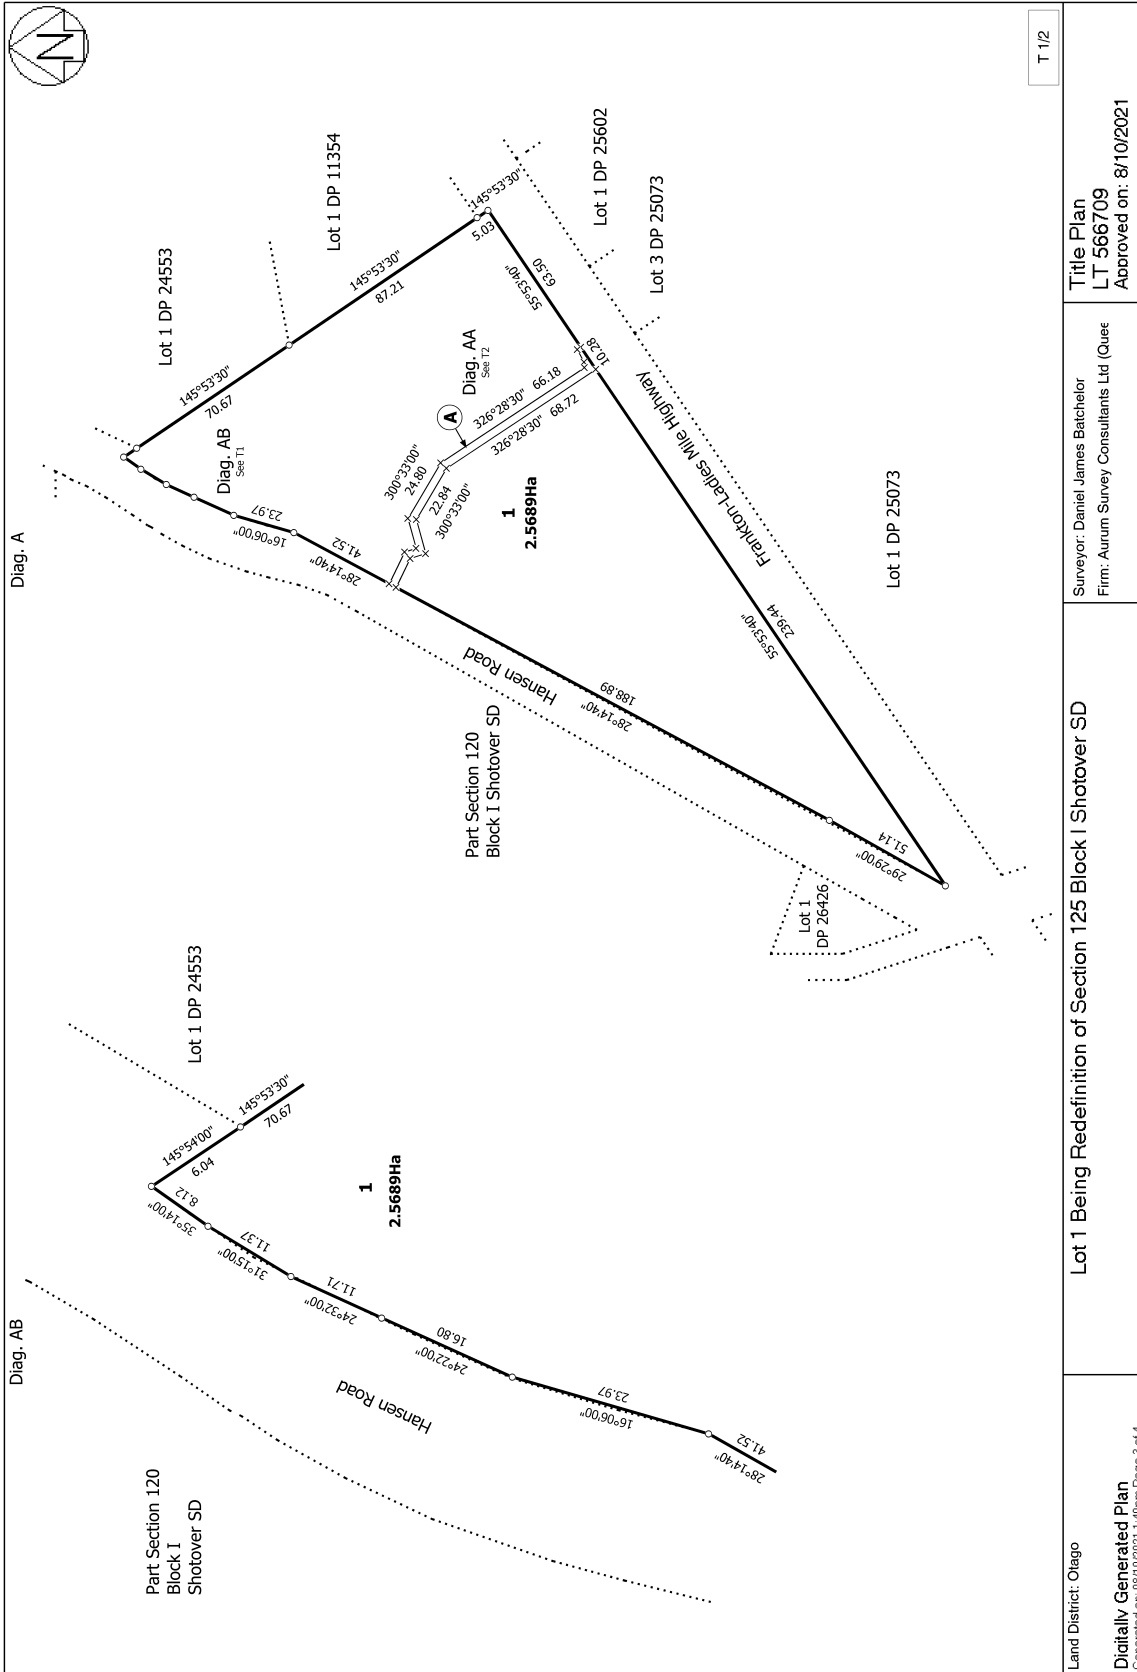 Diag. AB
Part Section 120
Block I
Shotover SD
Hansen Road
Lot 1 DP 24553
145°54'00"
6.04
145°53'30"
70.67
35°14'00"
8.12
31°15'00"
11.37
24°32'00"
11.71
24°22'00"
16.80
16°06'00"
23.97
28°14'40"
41.52
1
2.5689Ha
Diag. A
N
Lot 1 DP 24553
Lot 1 DP 11354
Lot 1 DP 25602
Lot 3 DP 25073
Lot 1 DP 25073
Part Section 120
Block I Shotover SD
Lot 1
DP 26426
Hansen Road
Frankton-Ladies Mile Highway
Diag. AB
See T1
Diag. AA
See T2
A
145°53'30"
70.67
145°53'30"
87.21
145°53'30"
5.03
55°53'40"
63.50
10.28
326°28'30"
66.18
326°28'30"
68.72
300°33'00"
24.80
22.84
300°33'00"
16°06'00"
23.97
28°14'40"
41.52
28°14'40"
188.89
29°29'00"
51.14
55°53'40"
239.44
1
2.5689Ha
T 1/2
Land District: Otago
Digitally Generated Plan
Lot 1 Being Redefinition of Section 125 Block I Shotover SD
Surveyor: Daniel James Batchelor
Firm: Aurum Survey Consultants Ltd (Quee
Title Plan
LT 566709
Approved on: 8/10/2021